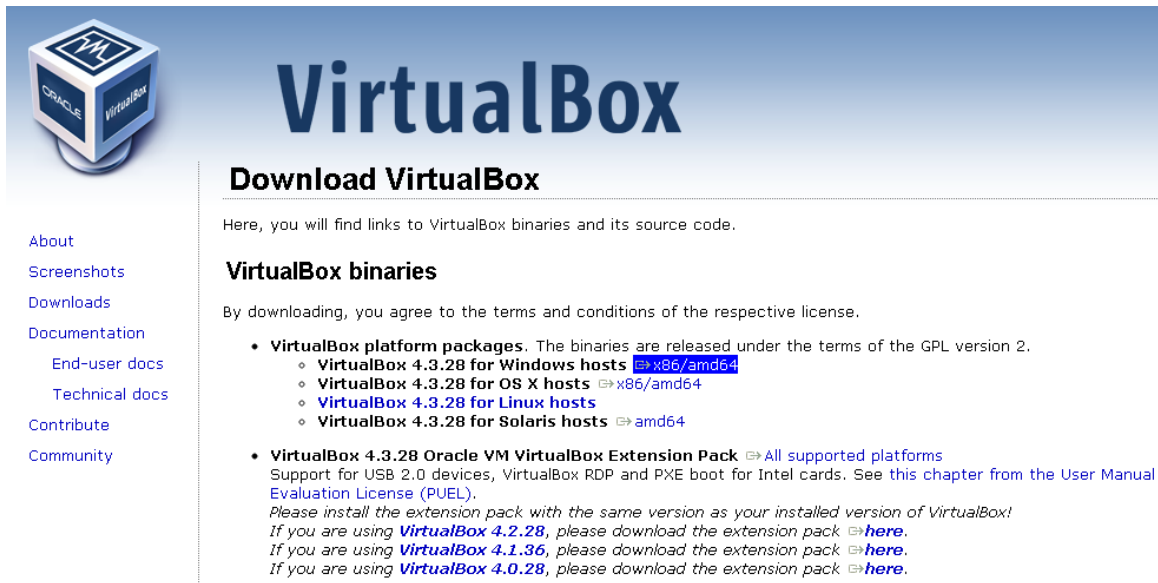 ORACLE
VirtualBox
VirtualBox
Download VirtualBox
Here, you will find links to VirtualBox binaries and its source code.
About
Screenshots
Downloads
Documentation
End-user docs
Technical docs
Contribute
Community
VirtualBox binaries
By downloading, you agree to the terms and conditions of the respective license.
• VirtualBox platform packages. The binaries are released under the terms of the GPL version 2.
◦ VirtualBox 4.3.28 for Windows hosts x86/amd64
◦ VirtualBox 4.3.28 for OS X hosts x86/amd64
◦ VirtualBox 4.3.28 for Linux hosts
◦ VirtualBox 4.3.28 for Solaris hosts amd64
• VirtualBox 4.3.28 Oracle VM VirtualBox Extension Pack All supported platforms
Support for USB 2.0 devices, VirtualBox RDP and PXE boot for Intel cards. See this chapter from the User Manual
Evaluation License (PUEL).
Please install the extension pack with the same version as your installed version of VirtualBox!
If you are using VirtualBox 4.2.28, please download the extension pack here.
If you are using VirtualBox 4.1.36, please download the extension pack here.
If you are using VirtualBox 4.0.28, please download the extension pack here.